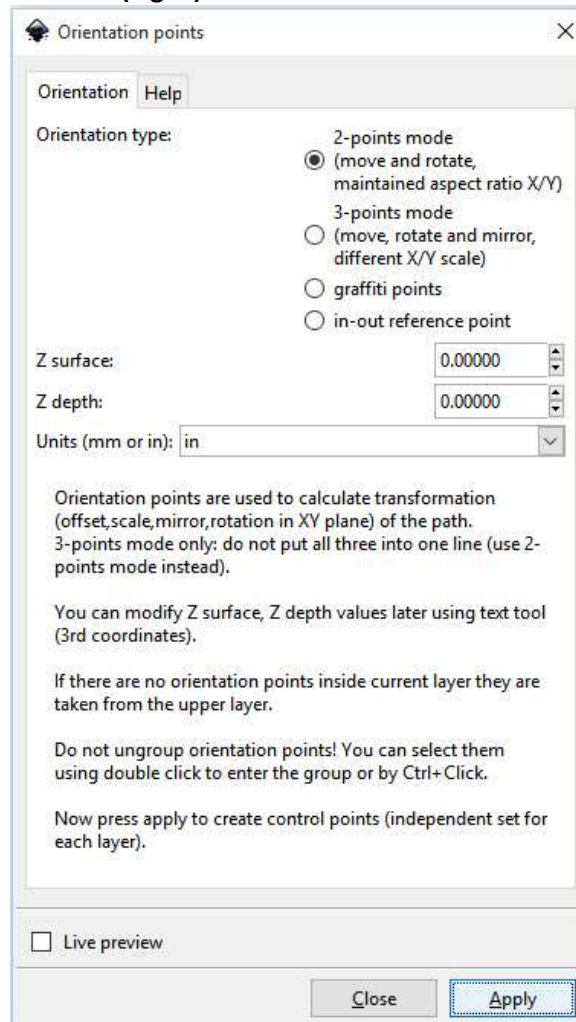 Orientation points
Orientation Help
Orientation type:
2-points mode
(move and rotate,
maintained aspect ratio X/Y)
3-points mode
(move, rotate and mirror,
different X/Y scale)
graffiti points
in-out reference point
Z surface: 0.00000
Z depth: 0.00000
Units (mm or in): in
Orientation points are used to calculate transformation
(offset,scale,mirror,rotation in XY plane) of the path.
3-points mode only: do not put all three into one line (use 2-
points mode instead).
You can modify Z surface, Z depth values later using text tool
(3rd coordinates).
If there are no orientation points inside current layer they are
taken from the upper layer.
Do not ungroup orientation points! You can select them
using double click to enter the group or by Ctrl+Click.
Now press apply to create control points (independent set for
each layer).
Live preview
Close Apply